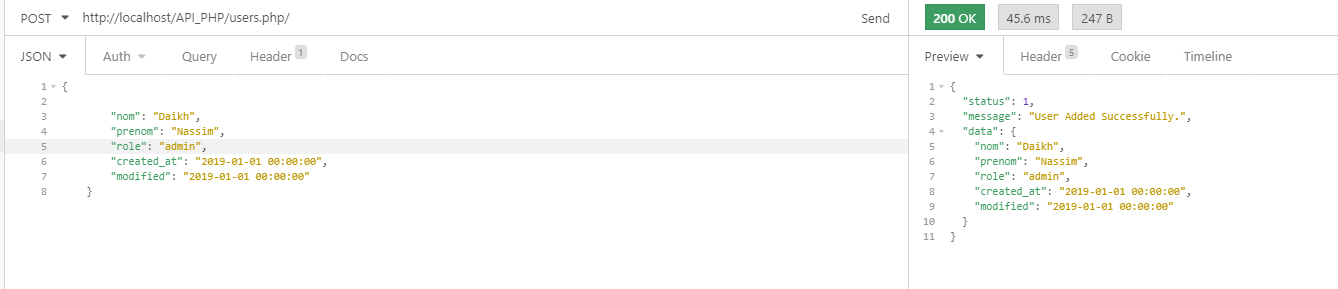 POST http://localhost/API_PHP/users.php/ Send
JSON Auth Query Header 1 Docs
1 {
2
3 "nom": "Daikh",
4 "prenom": "Nassim",
5 "role": "admin",
6 "created_at": "2019-01-01 00:00:00",
7 "modified": "2019-01-01 00:00:00"
8 }
200 OK 45.6 ms 247 B
Preview Header 5 Cookie Timeline
1 {
2 "status": 1,
3 "message": "User Added Successfully.",
4 "data": {
5 "nom": "Daikh",
6 "prenom": "Nassim",
7 "role": "admin",
8 "created_at": "2019-01-01 00:00:00",
9 "modified": "2019-01-01 00:00:00"
10 }
11 }